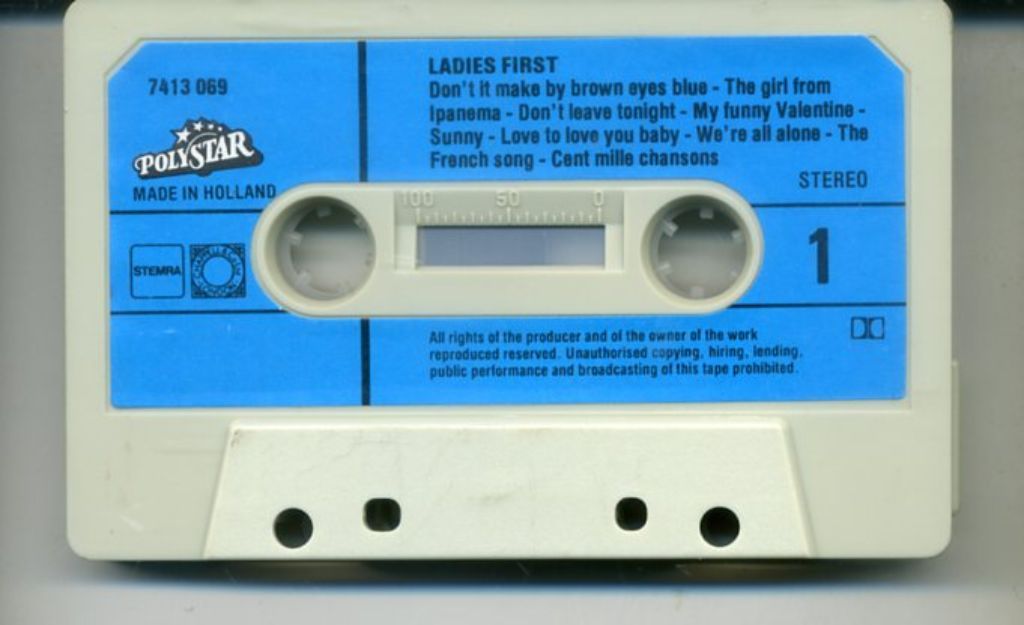 7413 069
POLYSTAR
MADE IN HOLLAND
STEMRA
LADIES FIRST
Don't it make by brown eyes blue - The girl from
Ipanema - Don't leave tonight - My funny Valentine -
Sunny - Love to love you baby - We're all alone - The
French song - Cent mille chansons
STEREO
100 50 0
1
All rights of the producer and of the owner of the work
reproduced reserved. Unauthorised copying, hiring, lending,
public performance and broadcasting of this tape prohibited.